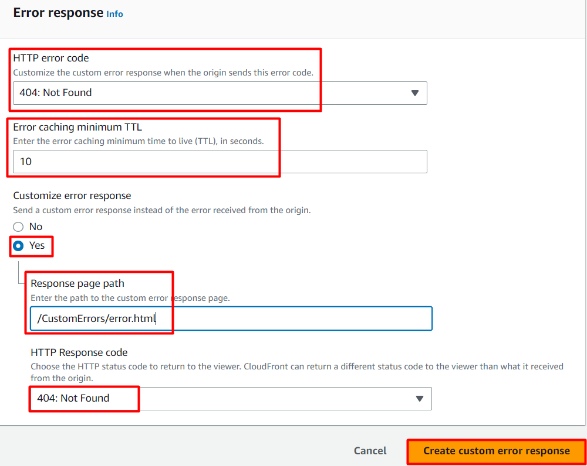 Error response Info
HTTP error code
Customize the custom error response when the origin sends this error code.
404: Not Found
Error caching minimum TTL
Enter the error caching minimum time to live (TTL), in seconds.
10
Customize error response
Send a custom error response instead of the error received from the origin.
No
Yes
Response page path
Enter the path to the custom error response page.
/CustomErrors/error.html
HTTP Response code
Choose the HTTP status code to return to the viewer. CloudFront can return a different status code to the viewer than what it received
from the origin.
404: Not Found
Cancel Create custom error response